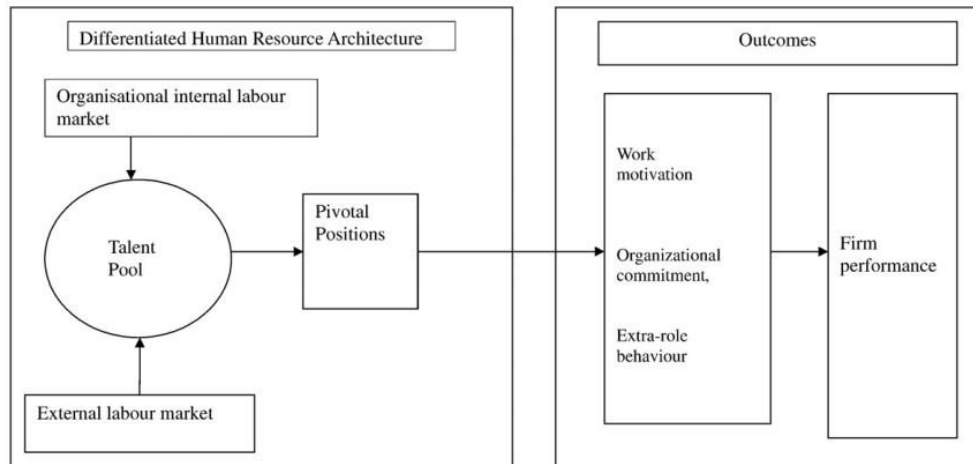 Differentiated Human Resource Architecture
Organisational internal labour
market
Talent
Pool
Pivotal
Positions
External labour market
Outcomes
Work
motivation
Organizational
commitment,
Extra-role
behaviour
Firm
performance